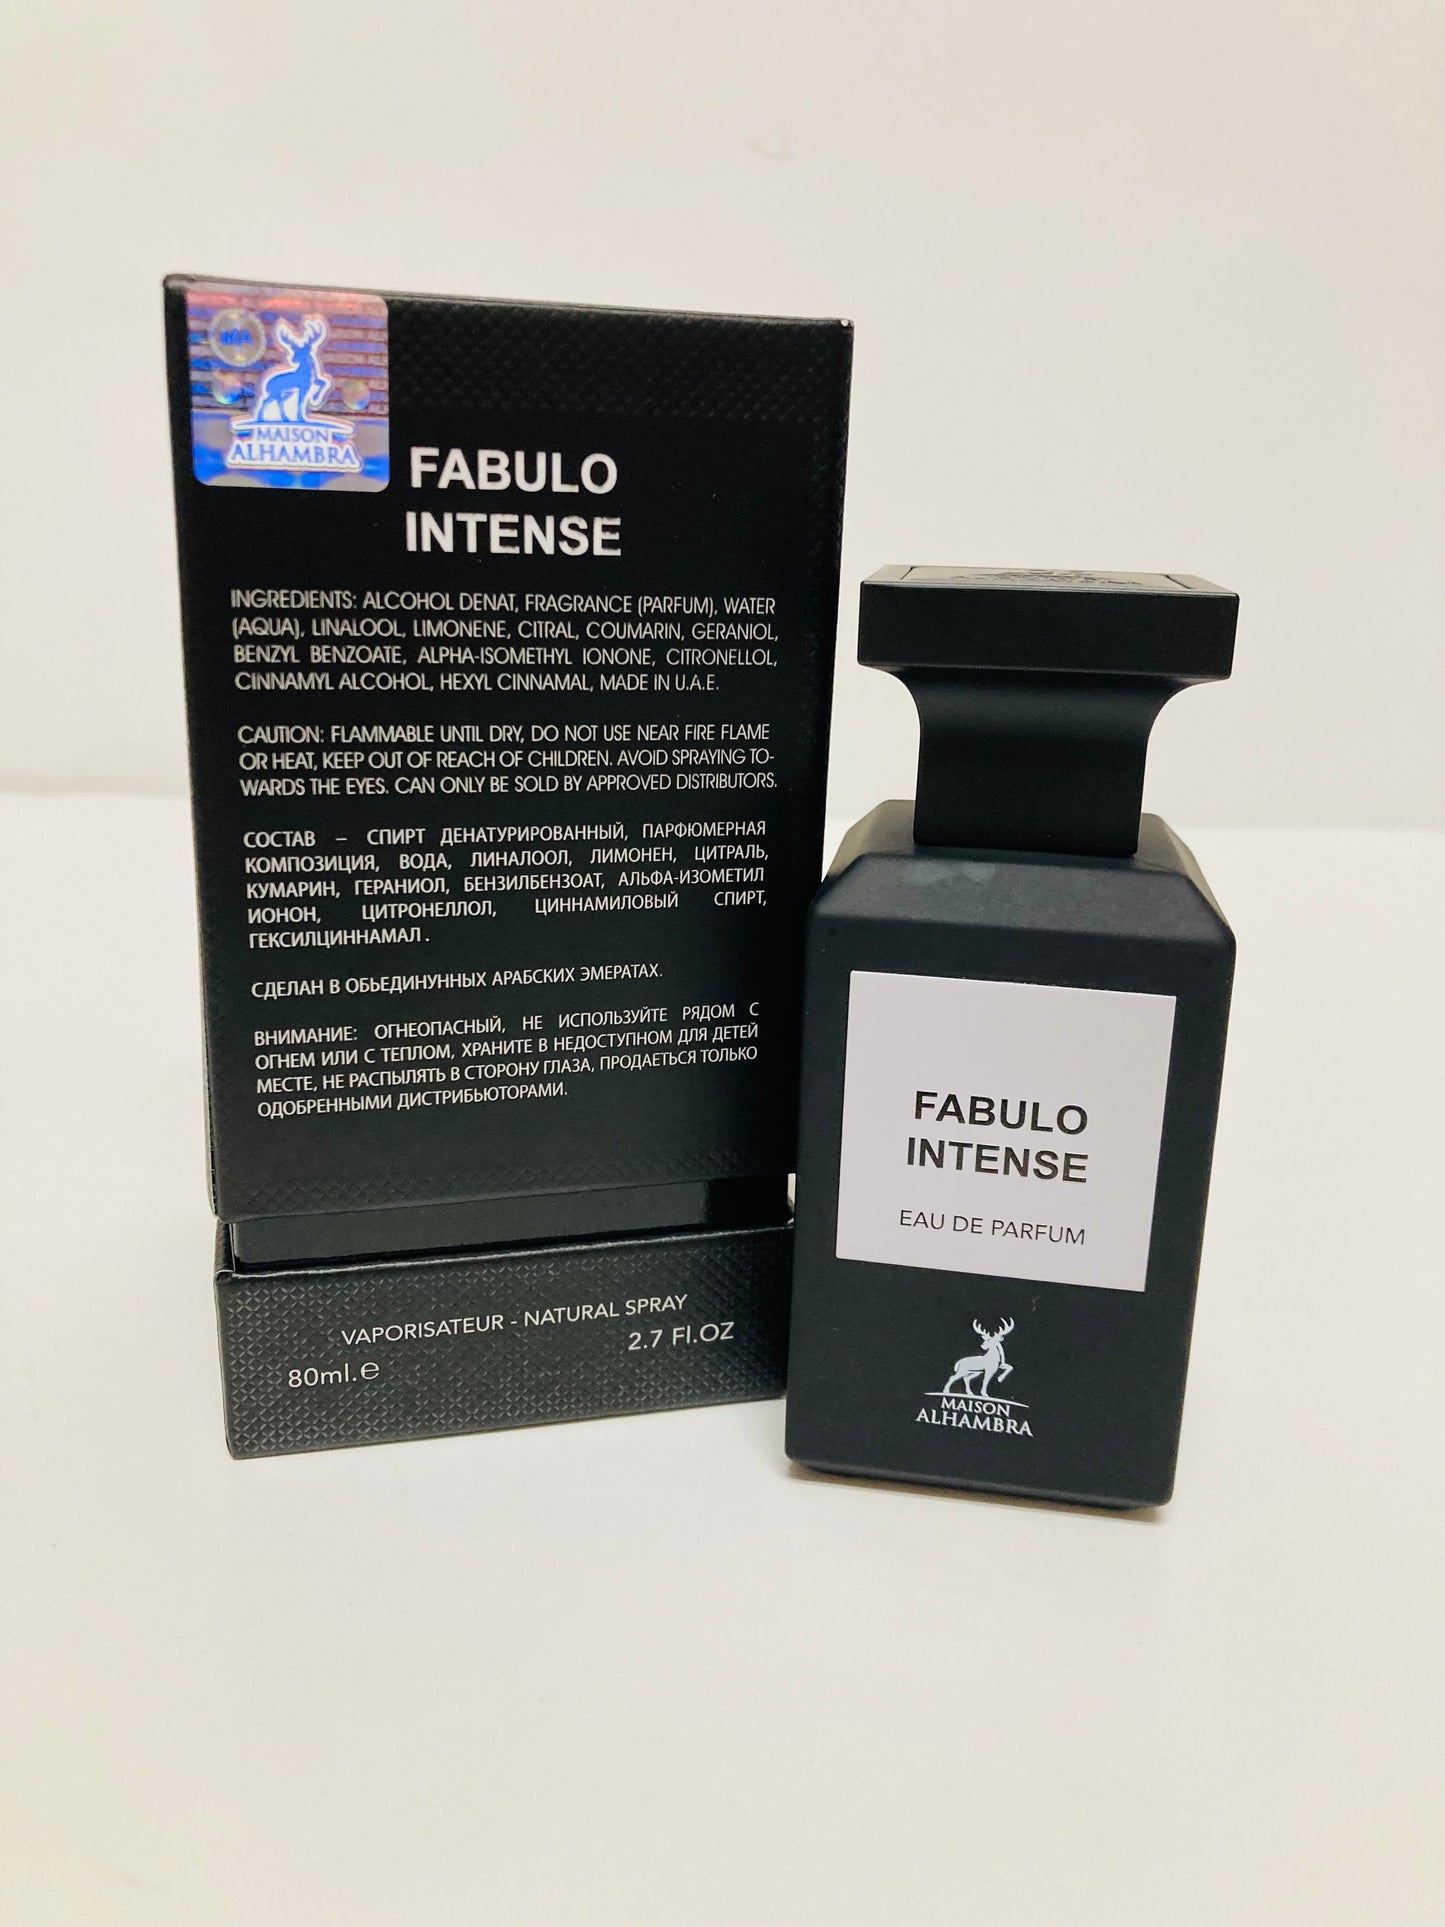 MA
MAISON
ALHAMBRA
FABULO
INTENSE
INGREDIENTS: ALCOHOL DENAT, FRAGRANCE (PARFUM), WATER
(AQUA), LINALOOL, LIMONENE, CITRAL, COUMARIN, GERANIOL,
BENZYL BENZOATE, ALPHA-ISOMETHYL IONONE, CITRONELLOL,
CINNAMYL ALCOHOL, HEXYL CINNAMAL, MADE IN U.A.E.
CAUTION: FLAMMABLE UNTIL DRY, DO NOT USE NEAR FIRE FLAME
OR HEAT, KEEP OUT OF REACH OF CHILDREN. AVOID SPRAYING TO-
WARDS THE EYES. CAN ONLY BE SOLD BY APPROVED DISTRIBUTORS.
СОСТАВ – СПИРТ ДЕНАТУРИРОВАННЫЙ, ПАРФЮМЕРНАЯ
КОМПОЗИЦИЯ, ВОДА, ЛИНАЛООЛ, ЛИМОНЕН, ЦИТРАЛЬ,
КУМАРИН, ГЕРАНИОЛ, БЕНЗИЛБЕНЗОАТ, АЛЬФА-ИЗОМЕТИЛ
ИОНОН, ЦИТРОНЕЛЛОЛ, ЦИННАМИЛОВЫЙ СПИРТ,
ГЕКСИЛЦИННАМАЛ.
СДЕЛАН В ОБЬЕДИНУННЫХ АРАБСКИХ ЭМЕРАТАХ.
ВНИМАНИЕ: ОГНЕОПАСНЫЙ, НЕ ИСПОЛЬЗУЙТЕ РЯДОМ С
ОГНЕМ ИЛИ С ТЕПЛОМ, ХРАНИТЕ В НЕДОСТУПНОМ ДЛЯ ДЕТЕЙ
МЕСТЕ, НЕ РАСПЫЛЯТЬ В СТОРОНУ ГЛАЗА, ПРОДАЕТЬСЯ ТОЛЬКО
ОДОБРЕННЫМИ ДИСТРИБЬЮТОРАМИ.
VAPORISATEUR - NATURAL SPRAY
80ml.℮ 2.7 Fl.OZ
FABULO
INTENSE
EAU DE PARFUM
MAISON
ALHAMBRA